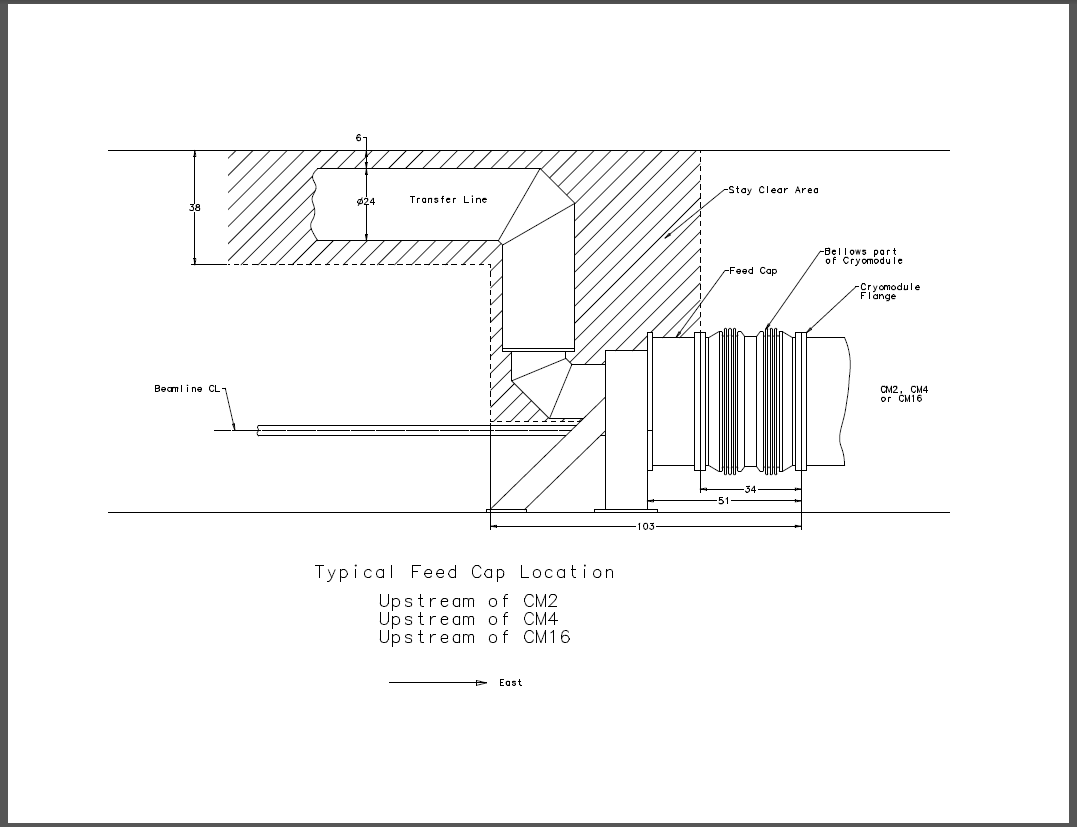 6
38
ø24
Transfer Line
Stay Clear Area
Bellows part
of Cryomodule
Feed Cap
Cryomodule
Flange
Beamline CL
CM2, CM4
or CM16
34
51
103
Typical Feed Cap Location
Upstream of CM2
Upstream of CM4
Upstream of CM16
East